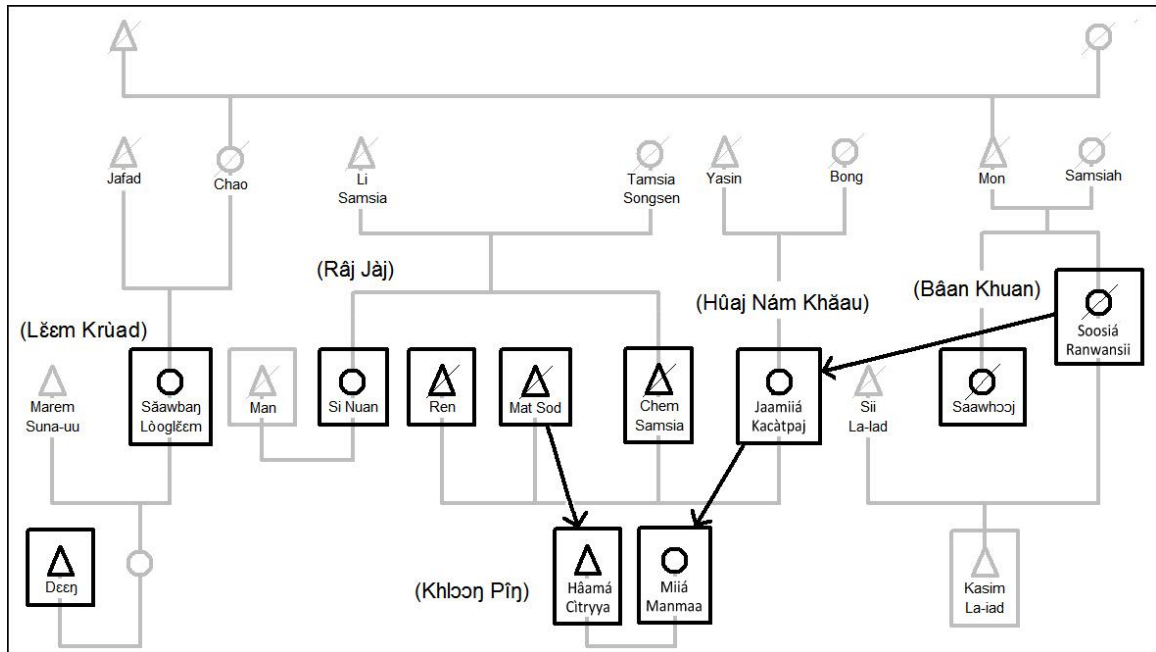 Jafad
Chao
Li
Samsia
Tamsia
Songsen
Yasin
Bong
Mon
Samsiah
(Râj Jàj)
(Lɛ̌ɛm Krùad)
(Hûaj Nám Khǎau)
(Bâan Khuan)
Marem
Suna-uu
Sǎawbaŋ
Lòoglɛ̌ɛm
Man
Si Nuan
Ren
Mat Sod
Chem
Samsia
Jaamiiá
Kacàtpaj
Sii
La-Iad
Saawhɔɔj
Soosiá
Ranwansii
Dɛɛŋ
(Khlɔɔŋ Pîŋ)
Hâamá
Cìtryya
Miiá
Manmaa
Kasim
La-iad